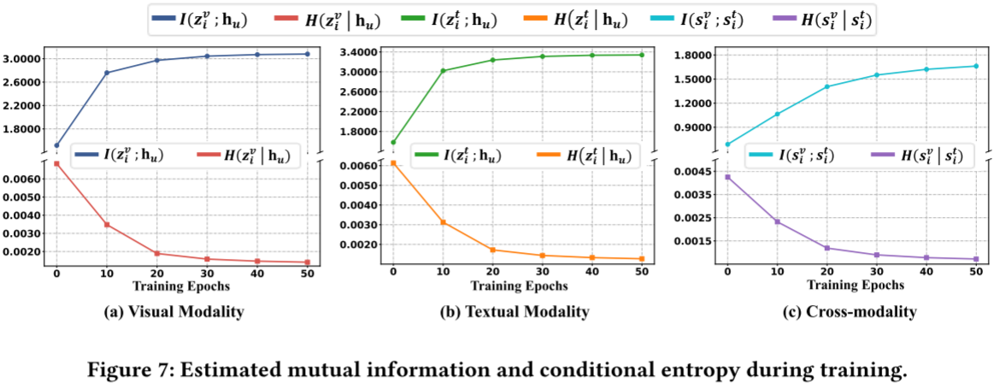 I(z_i^v ; h_u) H(z_i^v | h_u) I(z_i^t ; h_u) H(z_i^t | h_u) I(s_i^v ; s_i^t) H(s_i^v | s_i^t)
3.0000
2.6000
2.2000
1.8000
I(z_i^v ; h_u) H(z_i^v | h_u)
0.0060
0.0050
0.0040
0.0030
0.0020
0 10 20 30 40 50
Training Epochs
(a) Visual Modality
3.4000
3.0000
2.6000
2.2000
1.8000
I(z_i^t ; h_u) H(z_i^t | h_u)
0.0060
0.0050
0.0040
0.0030
0.0020
0 10 20 30 40 50
Training Epochs
(b) Textual Modality
1.8000
1.5000
1.2000
0.9000
I(s_i^v ; s_i^t) H(s_i^v | s_i^t)
0.0045
0.0035
0.0025
0.0015
0 10 20 30 40 50
Training Epochs
(c) Cross-modality
Figure 7: Estimated mutual information and conditional entropy during training.